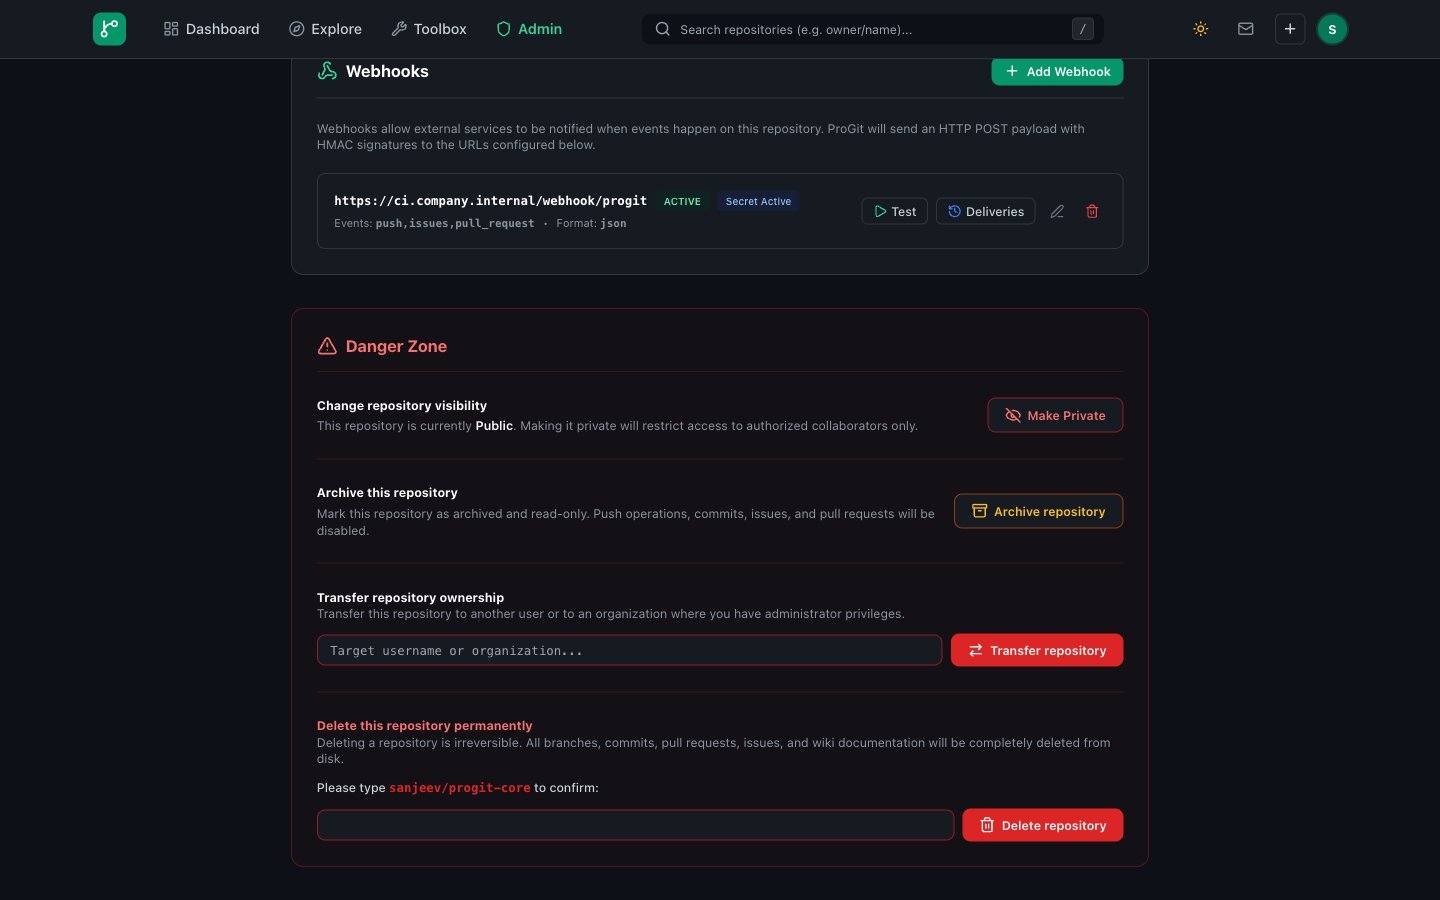 Dashboard
Explore
Toolbox
Admin
Search repositories (e.g. owner/name)...
/
S
Webhooks
Add Webhook
Webhooks allow external services to be notified when events happen on this repository. ProGit will send an HTTP POST payload with
HMAC signatures to the URLs configured below.
https://ci.company.internal/webhook/progit ACTIVE Secret Active
Events: push,issues,pull_request • Format: json
Test
Deliveries
Danger Zone
Change repository visibility
This repository is currently Public. Making it private will restrict access to authorized collaborators only.
Make Private
Archive this repository
Mark this repository as archived and read-only. Push operations, commits, issues, and pull requests will be
disabled.
Archive repository
Transfer repository ownership
Transfer this repository to another user or to an organization where you have administrator privileges.
Target username or organization...
Transfer repository
Delete this repository permanently
Deleting a repository is irreversible. All branches, commits, pull requests, issues, and wiki documentation will be completely deleted from
disk.
Please type sanjeev/progit-core to confirm:
Delete repository